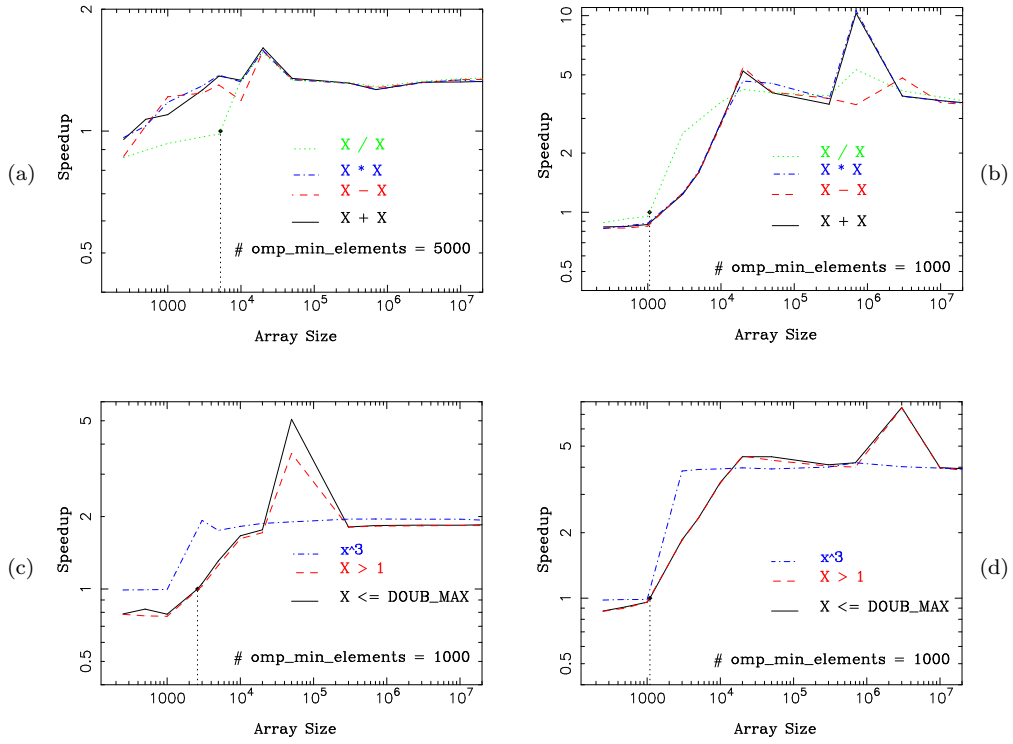 (a)
2
1
0.5
Speedup
X / X
X * X
X − X
X + X
# omp_min_elements = 5000
1000
10^4
10^5
10^6
10^7
Array Size
(b)
10
5
2
1
0.5
Speedup
X / X
X * X
X − X
X + X
# omp_min_elements = 1000
1000
10^4
10^5
10^6
10^7
Array Size
(c)
5
2
1
0.5
Speedup
x^3
X > 1
X <= DOUB_MAX
# omp_min_elements = 1000
1000
10^4
10^5
10^6
10^7
Array Size
(d)
5
2
1
0.5
Speedup
x^3
X > 1
X <= DOUB_MAX
# omp_min_elements = 1000
1000
10^4
10^5
10^6
10^7
Array Size